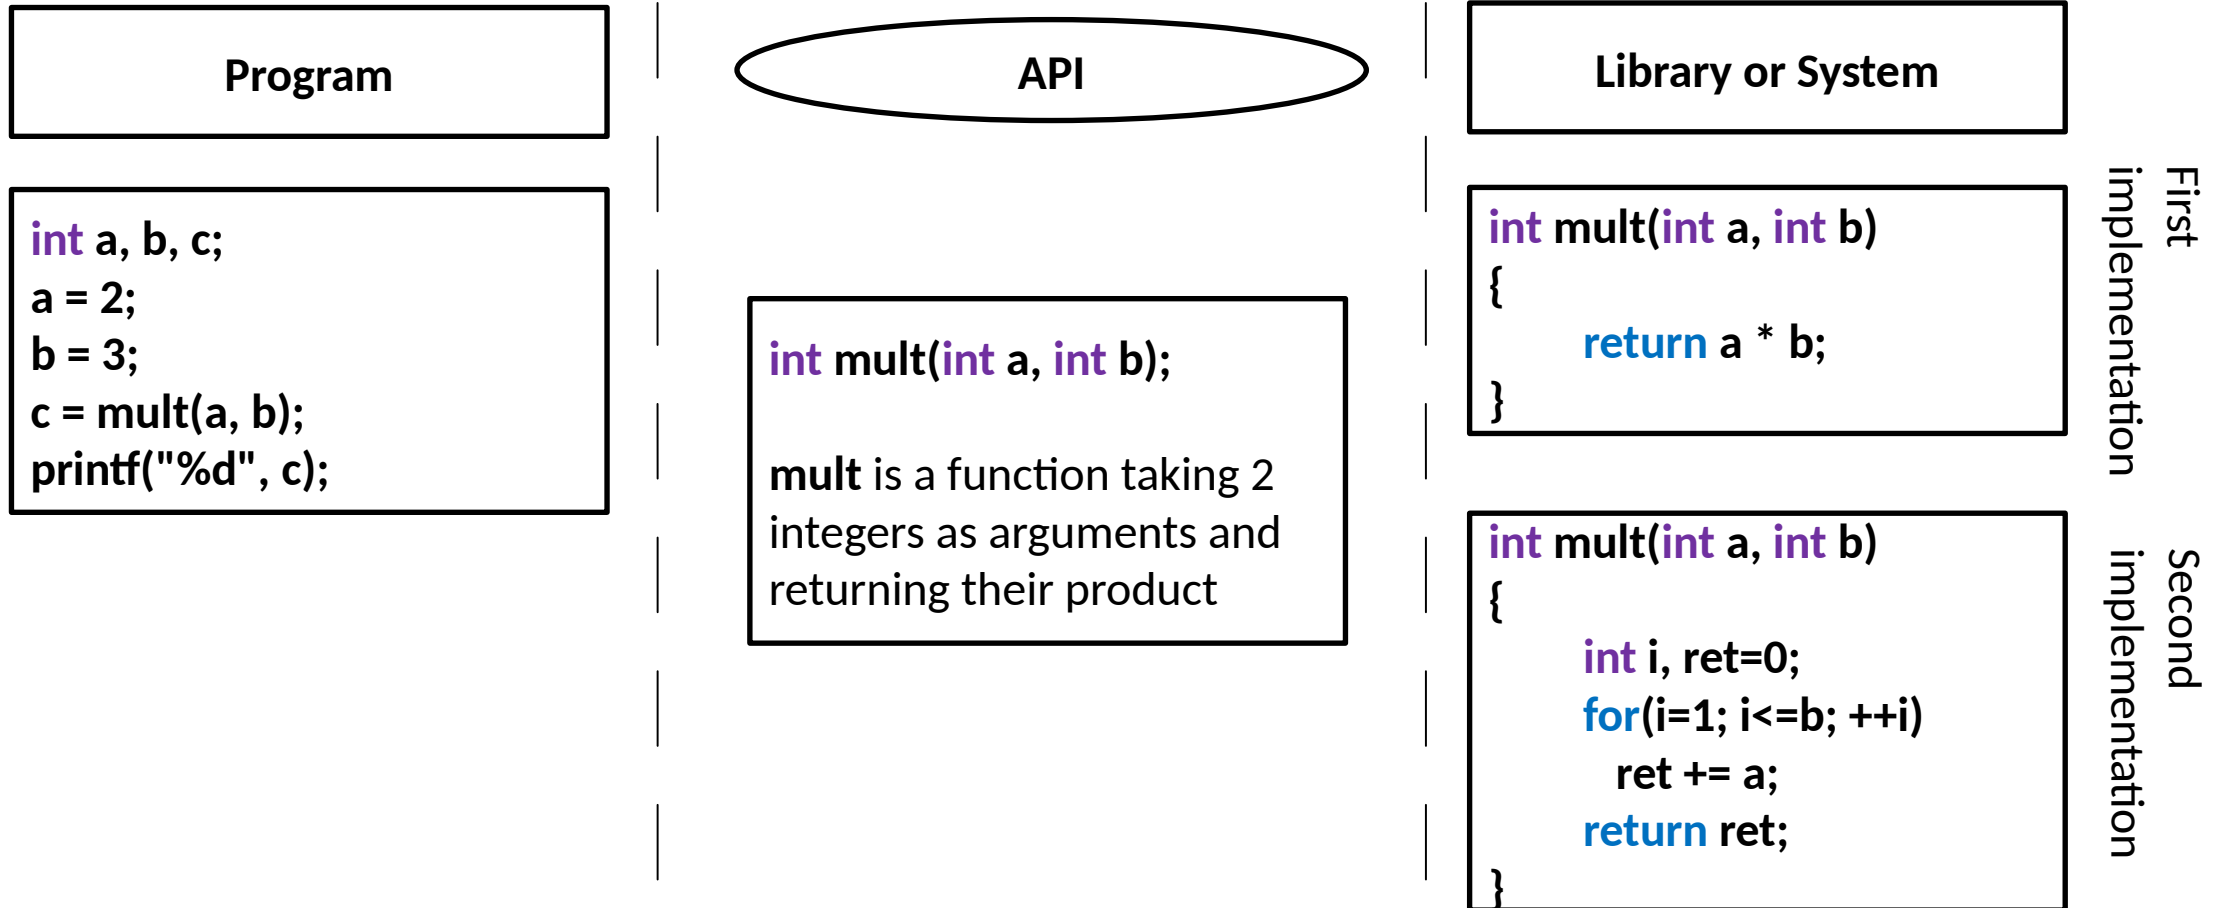 Program
int a, b, c;
a = 2;
b = 3;
c = mult(a, b);
printf("%d", c);
API
int mult(int a, int b);
mult is a function taking 2
integers as arguments and
returning their product
Library or System
int mult(int a, int b)
{
return a * b;
}
First
implementation
int mult(int a, int b)
{
int i, ret=0;
for(i=1; i<=b; ++i)
ret += a;
return ret;
}
Second
implementation